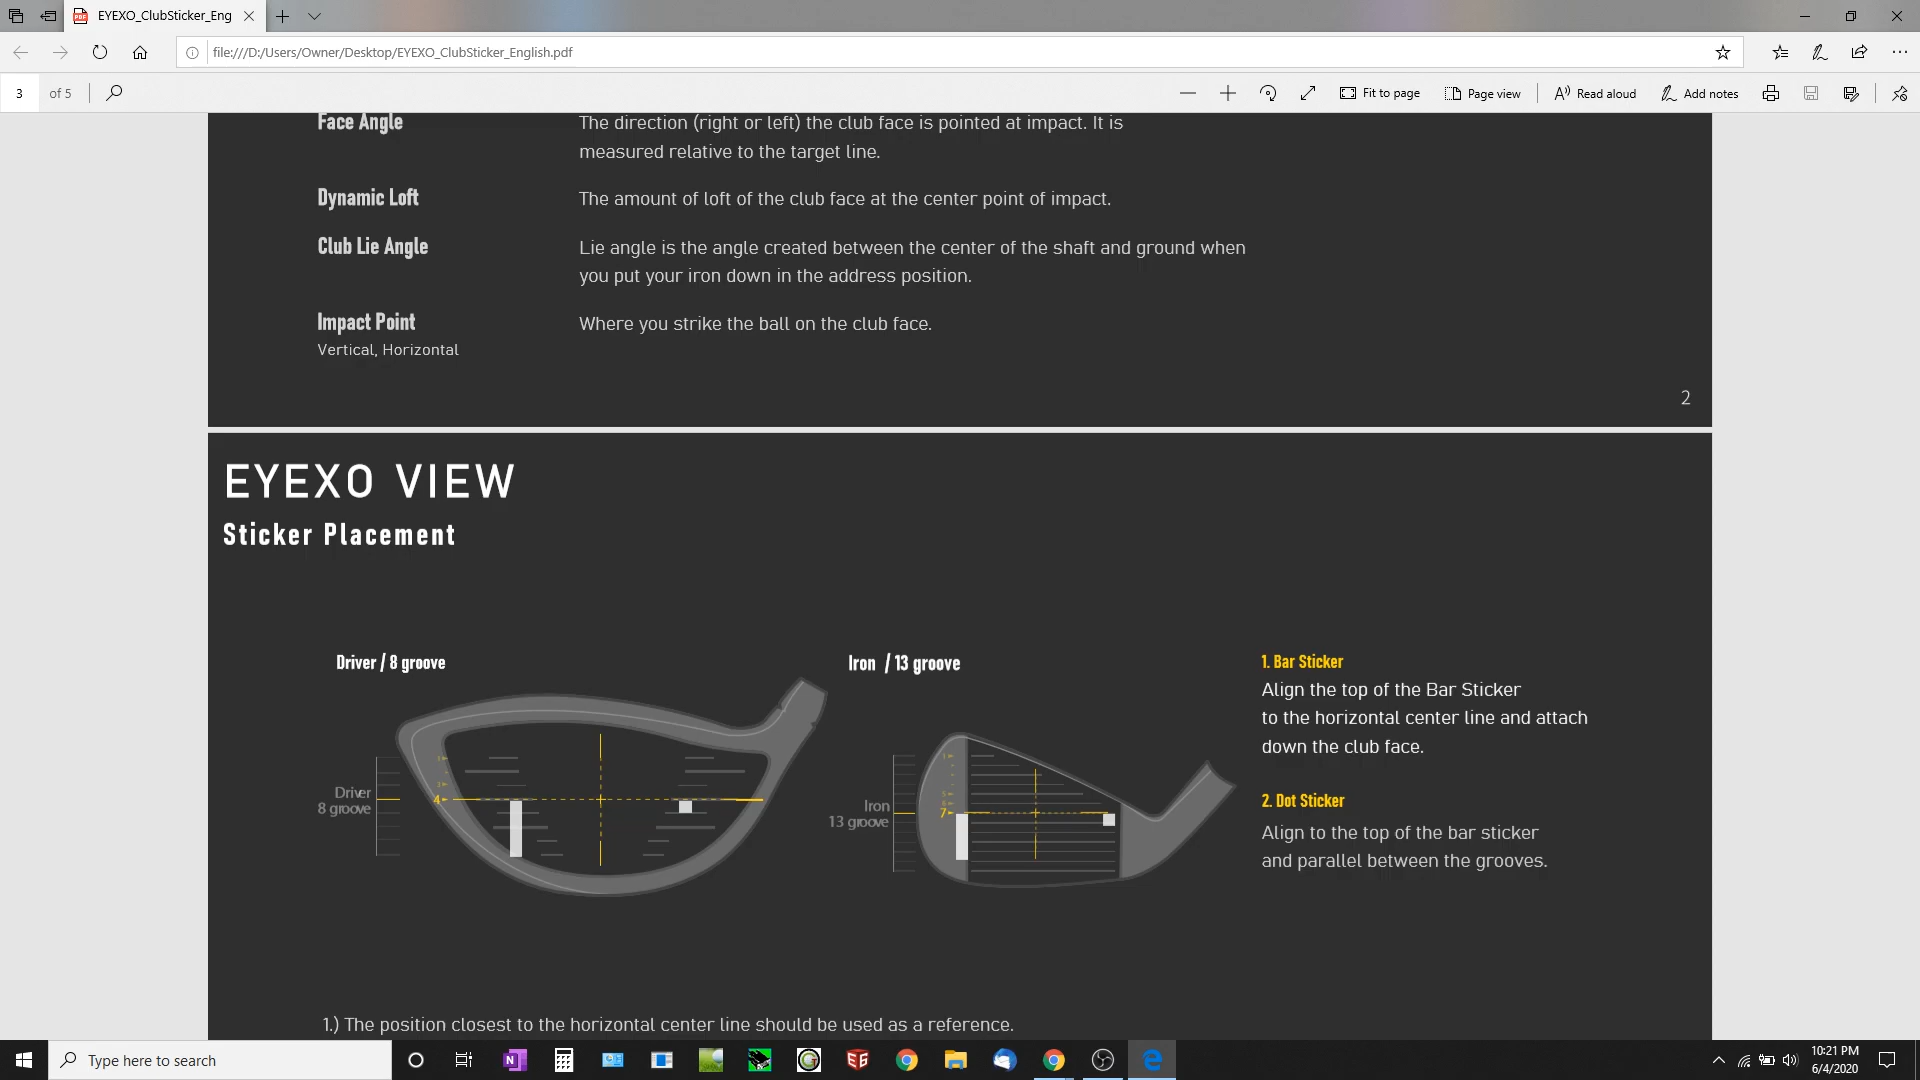 EYEXO_ClubSticker_Eng
file:///D:/Users/Owner/Desktop/EYEXO_ClubSticker_English.pdf
3 of 5
Fit to page
Page view
Read aloud
Add notes
Face Angle
The direction (right or left) the club face is pointed at impact. It is
measured relative to the target line.
Dynamic Loft
The amount of loft of the club face at the center point of impact.
Club Lie Angle
Lie angle is the angle created between the center of the shaft and ground when
you put your iron down in the address position.
Impact Point
Where you strike the ball on the club face.
Vertical, Horizontal
2
EYEXO VIEW
Sticker Placement
Driver / 8 groove
4
Driver
8 groove
Iron / 13 groove
7
Iron
13 groove
1. Bar Sticker
Align the top of the Bar Sticker
to the horizontal center line and attach
down the club face.
2. Dot Sticker
Align to the top of the bar sticker
and parallel between the grooves.
1.) The position closest to the horizontal center line should be used as a reference.
Type here to search
10:21 PM
6/4/2020